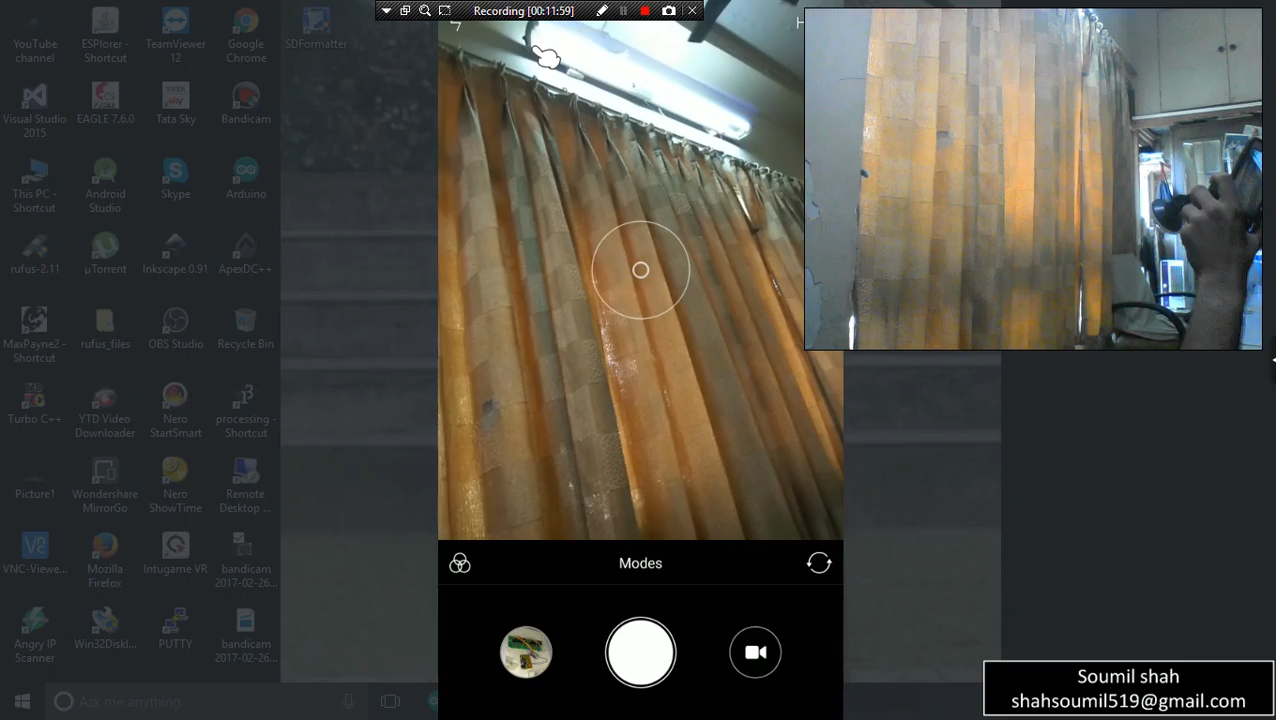 Recording [00:11:59]
YouTube channel
ESPlorer - Shortcut
TeamViewer 12
Google Chrome
SDFormatter
Visual Studio 2015
EAGLE 7.6.0
Tata Sky
Bandicam
This PC - Shortcut
Android Studio
Skype
Arduino
rufus-2.11
µTorrent
Inkscape 0.91
ApexDC++
MaxPayne2 - Shortcut
rufus_files
OBS Studio
Recycle Bin
Turbo C++
YTD Video Downloader
Nero StartSmart
processing - Shortcut
Picture1
Wondershare MirrorGo
Nero ShowTime
Remote Desktop ...
VNC-Viewe...
Mozilla Firefox
Intugame VR
bandicam 2017-02-26...
Angry IP Scanner
Win32DiskI...
PUTTY
bandicam 2017-02-26...
Modes
Ask me anything
Soumil shah
shahsoumil519@gmail.com